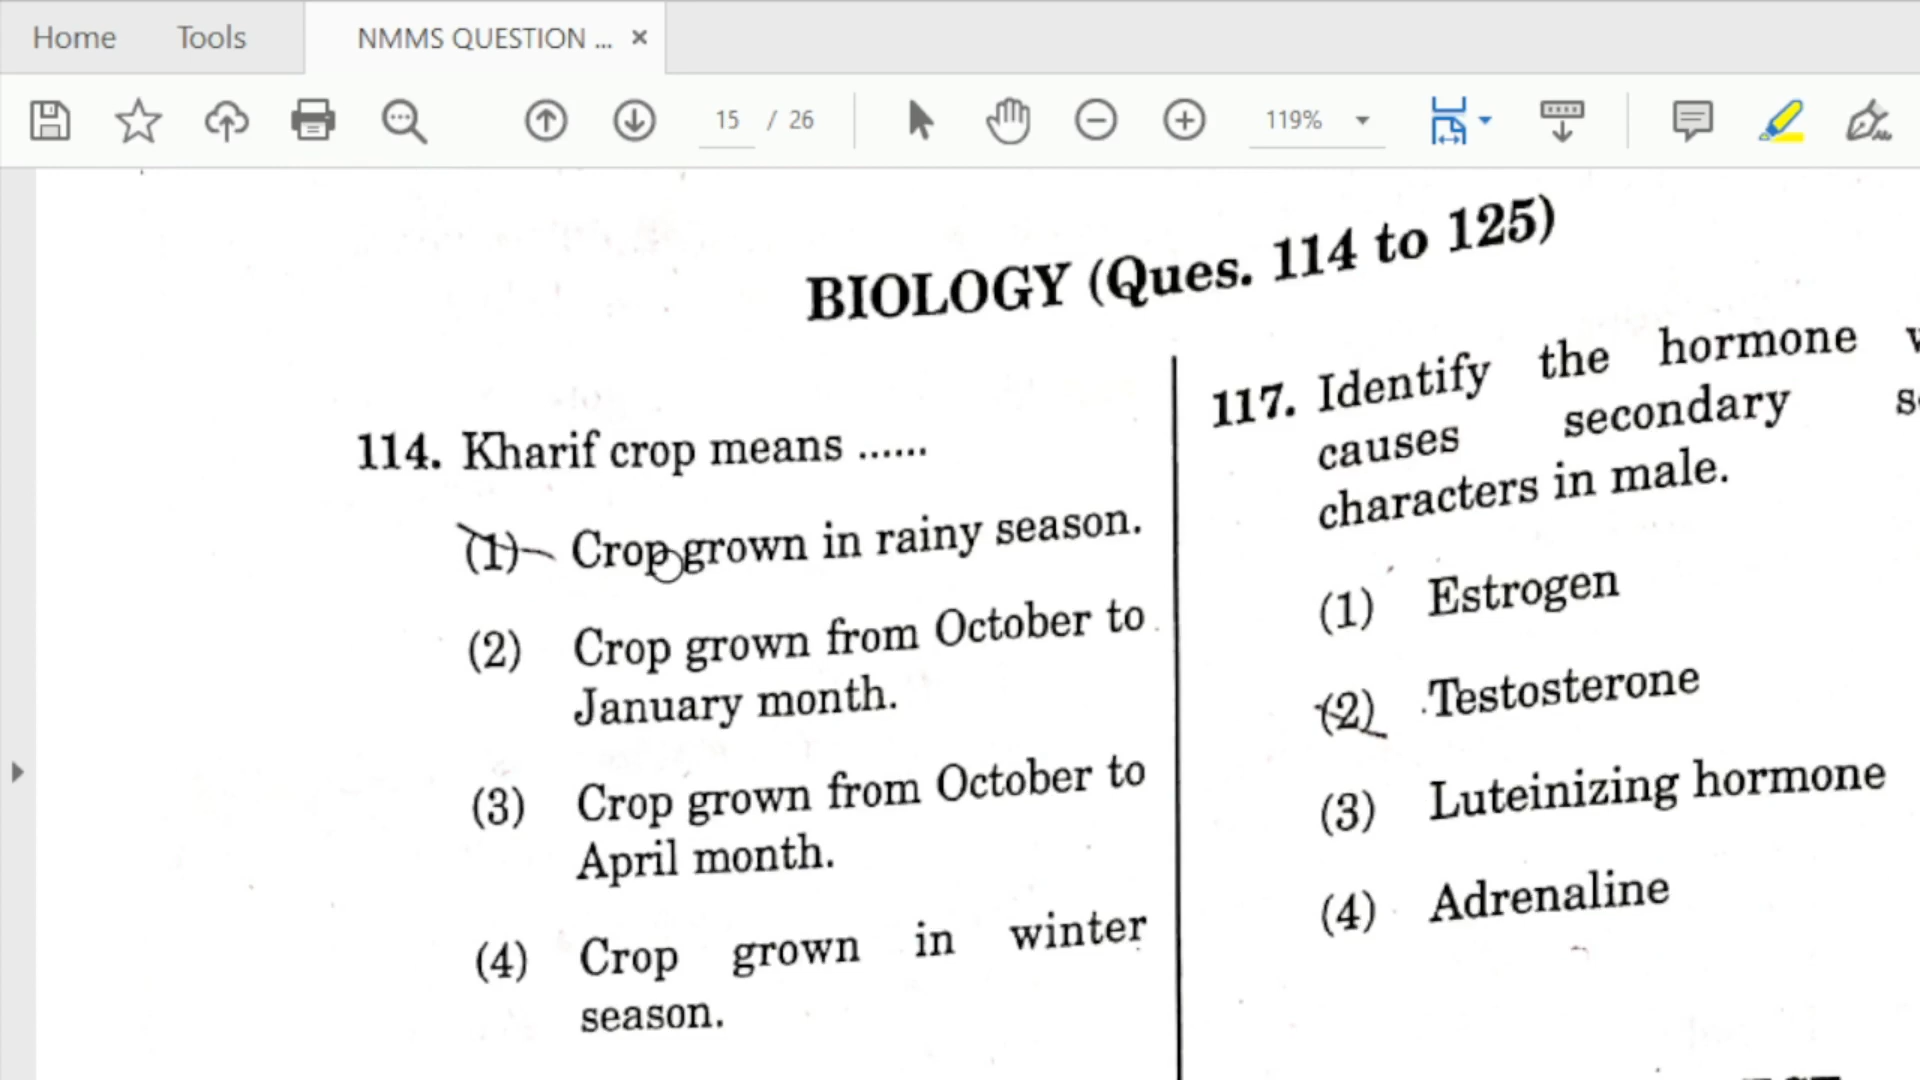 Home Tools NMMS QUESTION ... ×
15 / 26 119%
BIOLOGY (Ques. 114 to 125)
114. Kharif crop means ......
(1) Crop grown in rainy season.
(2) Crop grown from October to
January month.
(3) Crop grown from October to
April month.
(4) Crop grown in winter
season.
117. Identify the hormone
causes secondary
characters in male.
(1) Estrogen
(2) Testosterone
(3) Luteinizing hormone
(4) Adrenaline